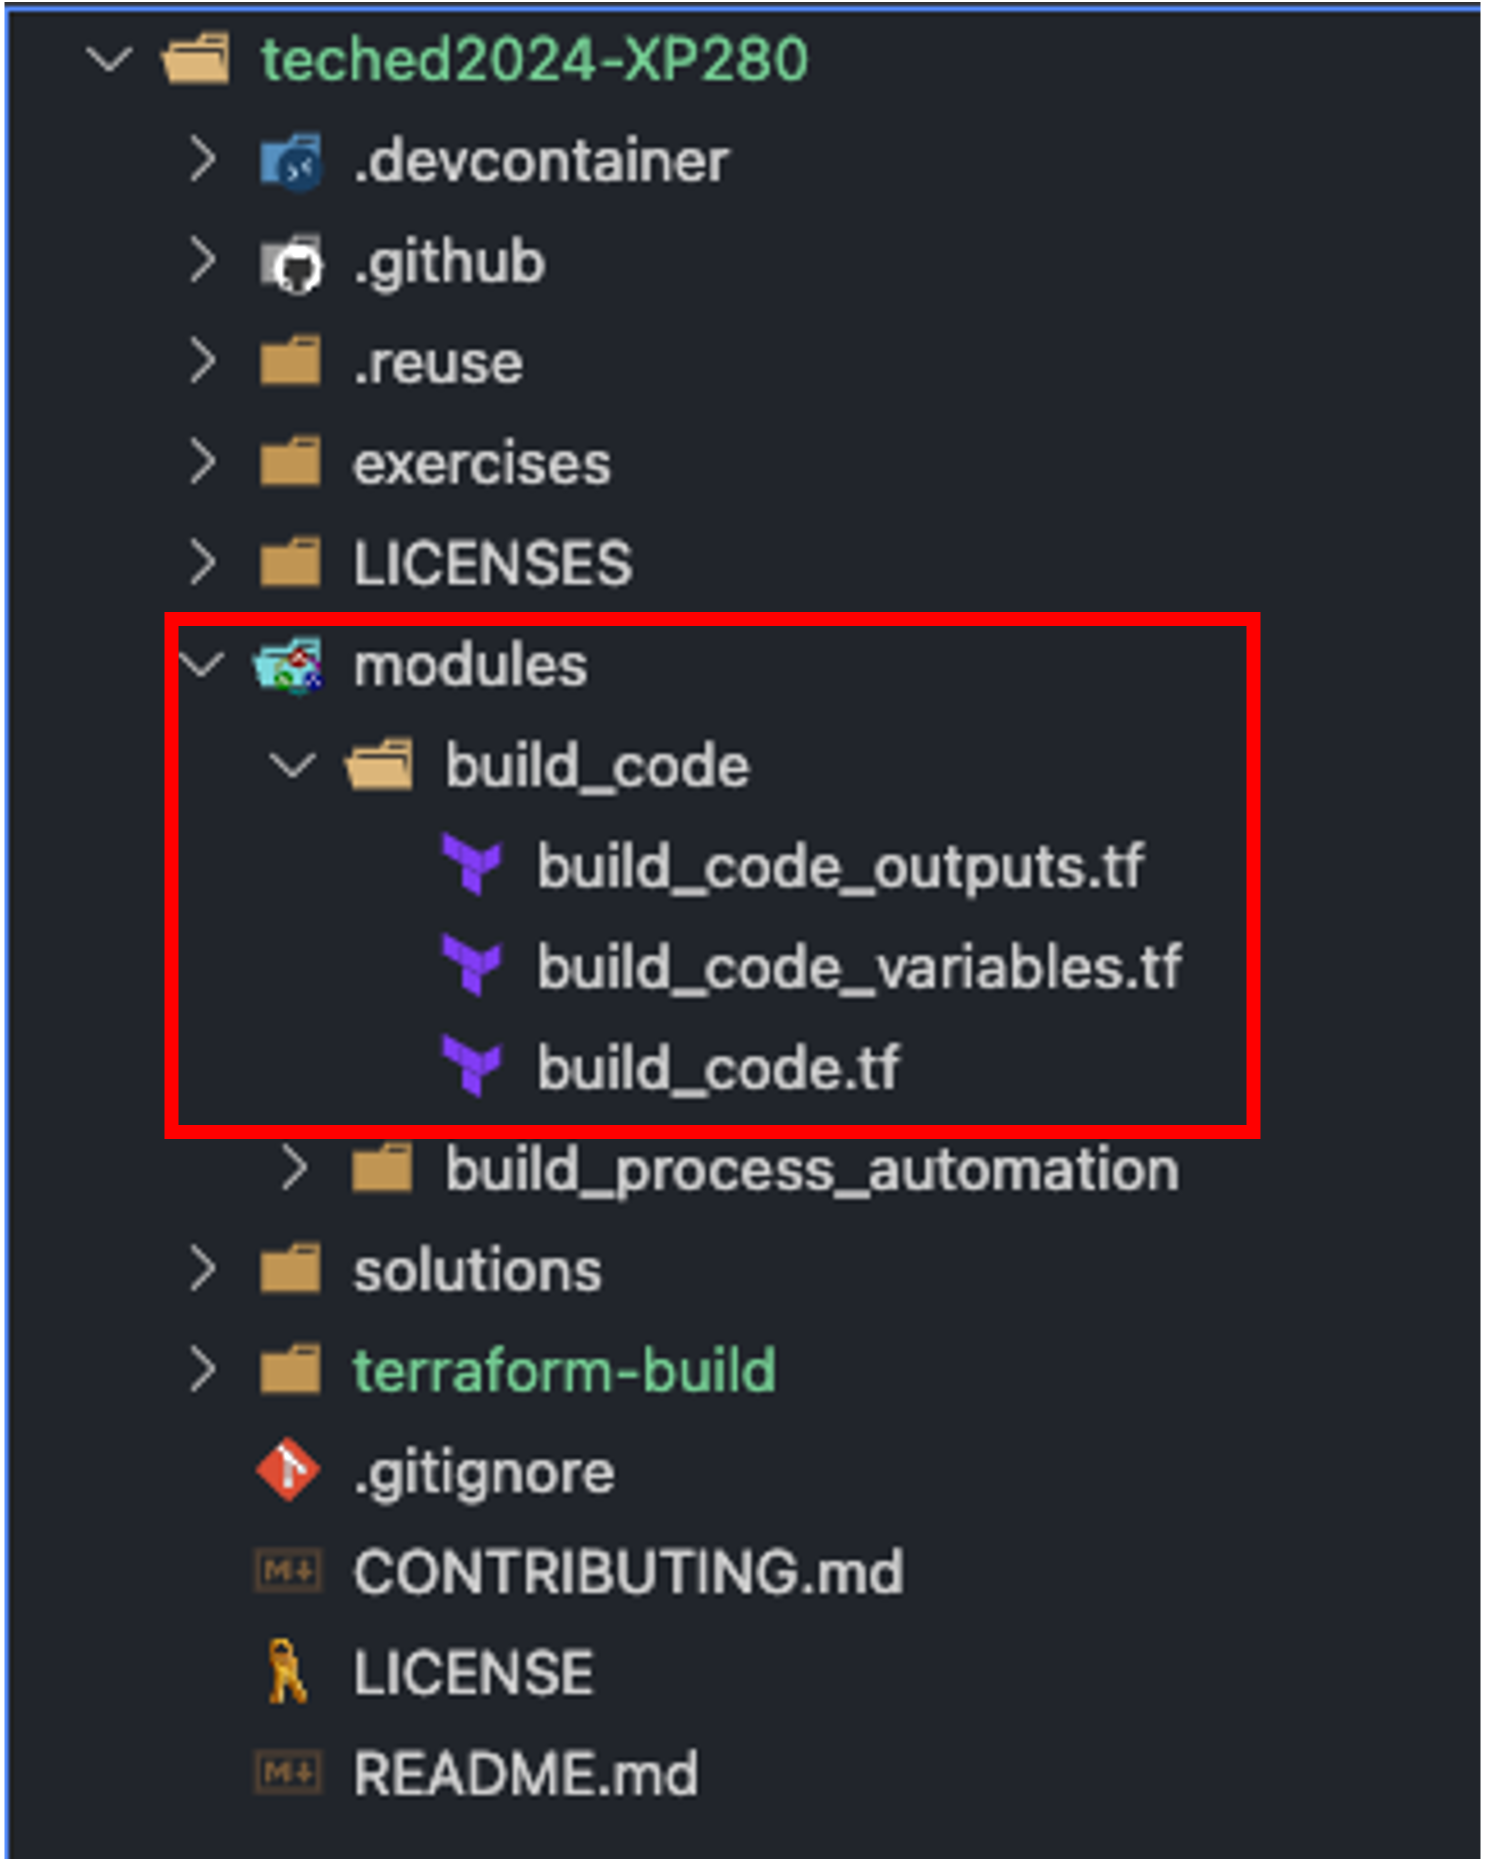 teched2024-XP280
.devcontainer
.github
.reuse
exercises
LICENSES
modules
build_code
build_code_outputs.tf
build_code_variables.tf
build_code.tf
build_process_automation
solutions
terraform-build
.gitignore
M↓ CONTRIBUTING.md
LICENSE
M↓ README.md